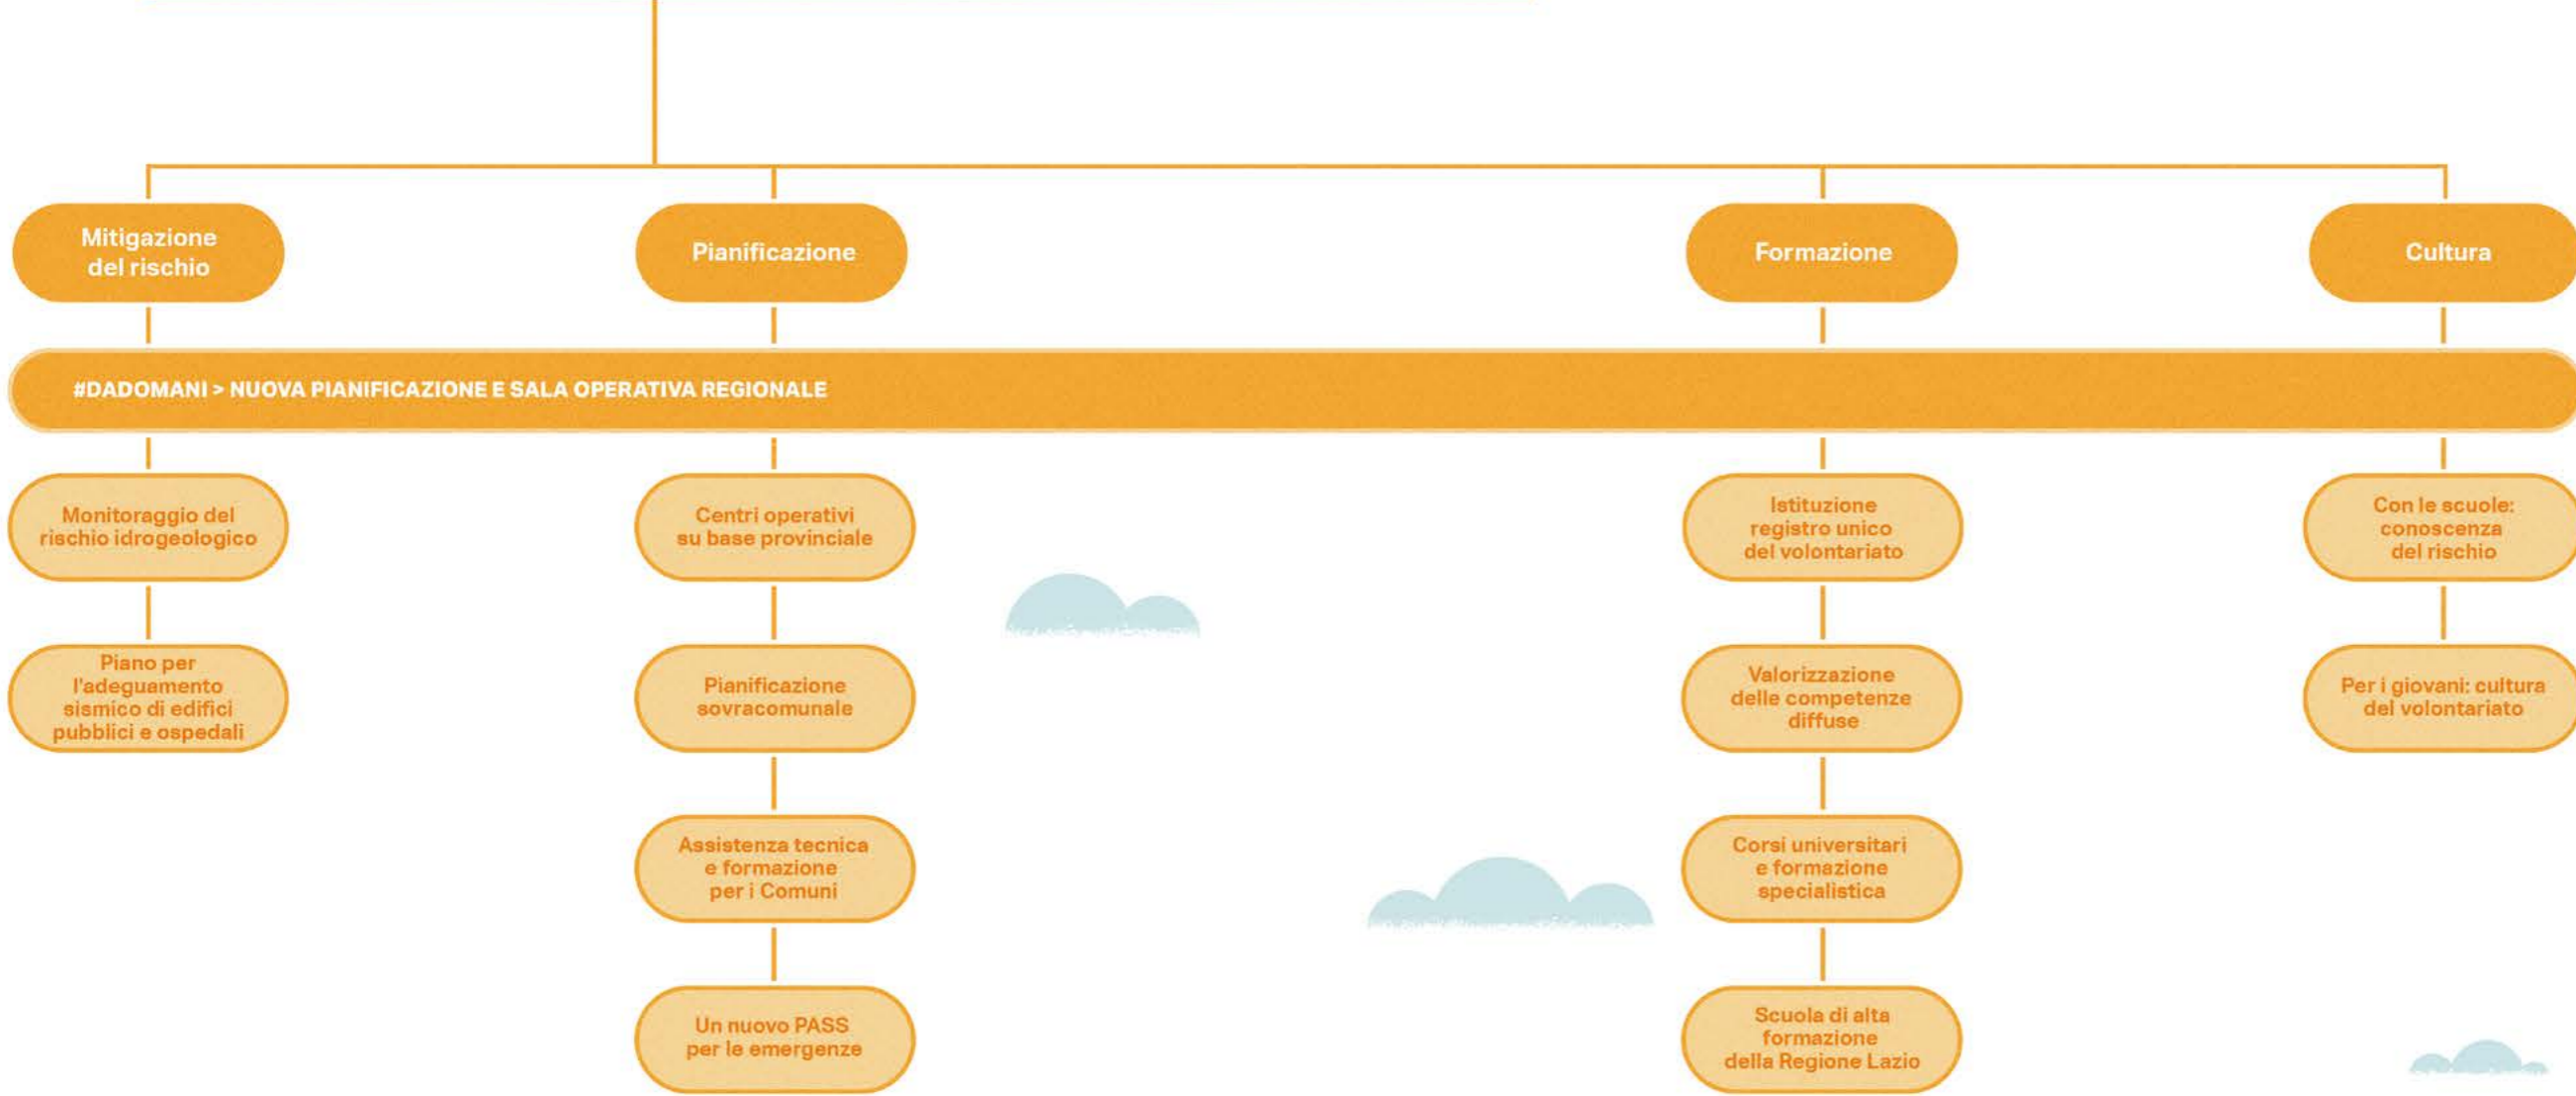 Mitigazione
del rischio
Pianificazione
Formazione
Cultura
#DADOMANI > NUOVA PIANIFICAZIONE E SALA OPERATIVA REGIONALE
Monitoraggio del
rischio idrogeologico
Piano per
l'adeguamento
sismico di edifici
pubblici e ospedali
Centri operativi
su base provinciale
Pianificazione
sovracomunale
Assistenza tecnica
e formazione
per i Comuni
Un nuovo PASS
per le emergenze
Istituzione
registro unico
del volontariato
Valorizzazione
delle competenze
diffuse
Corsi universitari
e formazione
specialistica
Scuola di alta
formazione
della Regione Lazio
Con le scuole:
conoscenza
del rischio
Per i giovani: cultura
del volontariato